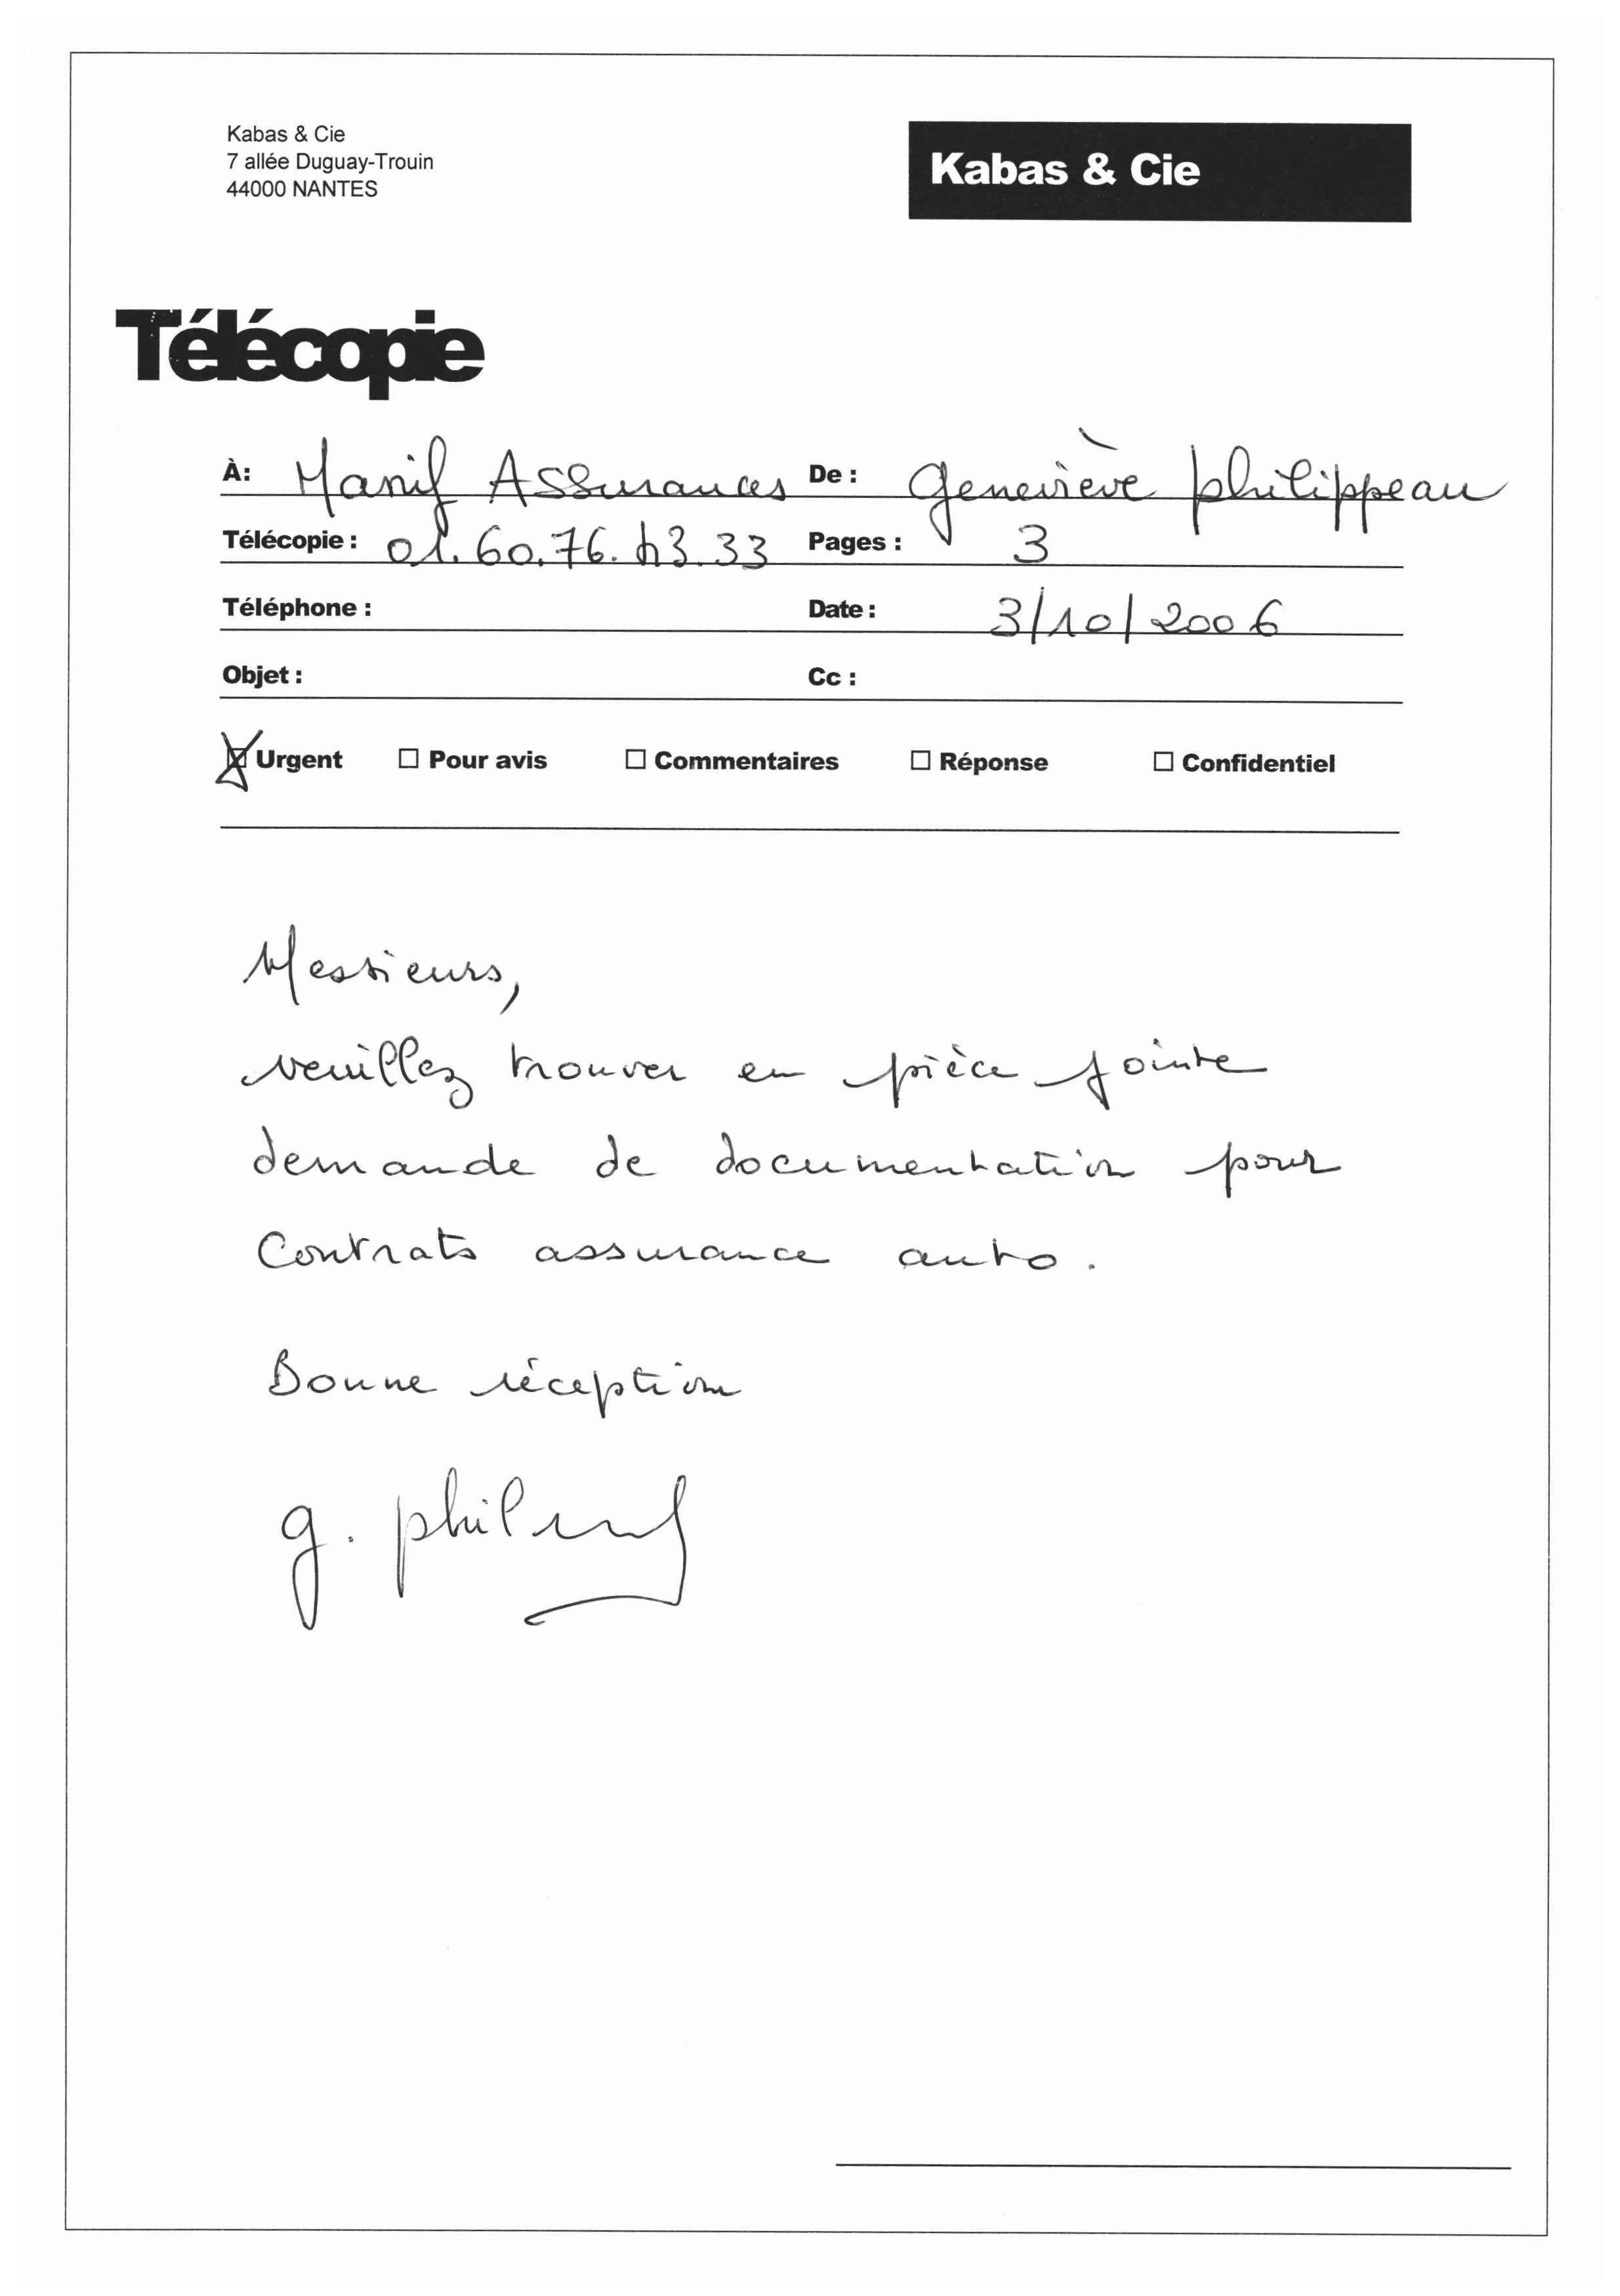 Kabas & Cie
7 allée Duguay-Trouin
44000 NANTES
Kabas & Cie
Télécopie
À: Manif Assurances De : Geneviève Philippeau
Télécopie : 01.60.76.43.33 Pages : 3
Téléphone : Date : 3/10/2006
Objet : Cc :
Urgent Pour avis Commentaires Réponse Confidentiel
Messieurs,
veuillez trouver en pièce jointe
demande de documentation pour
Contrats assurance auto.
Bonne réception
g. phil